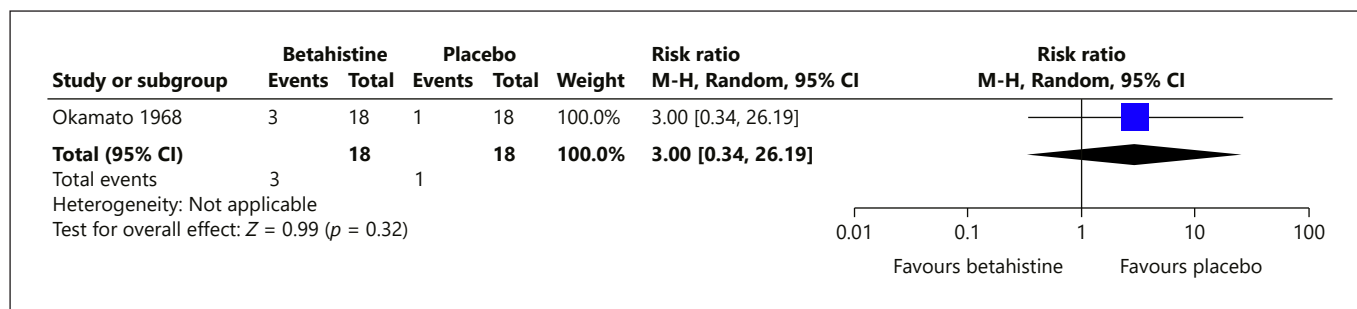 Betahistine Placebo Risk ratio Risk ratio
Study or subgroup Events Total Events Total Weight M-H, Random, 95% CI M-H, Random, 95% CI
Okamato 1968 3 18 1 18 100.0% 3.00 [0.34, 26.19]
Total (95% CI) 18 18 100.0% 3.00 [0.34, 26.19]
Total events 3 1
Heterogeneity: Not applicable
Test for overall effect: Z = 0.99 (p = 0.32)
0.01 0.1 1 10 100
Favours betahistine Favours placebo